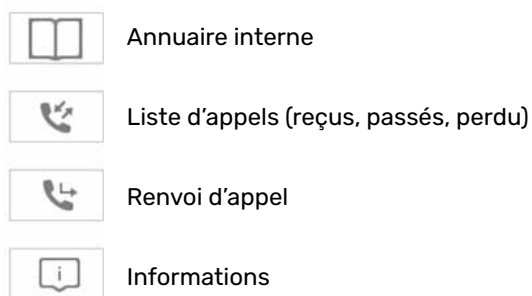 Annuaire interne
Liste d'appels (reçus, passés, perdu)
Renvoi d'appel
i Informations